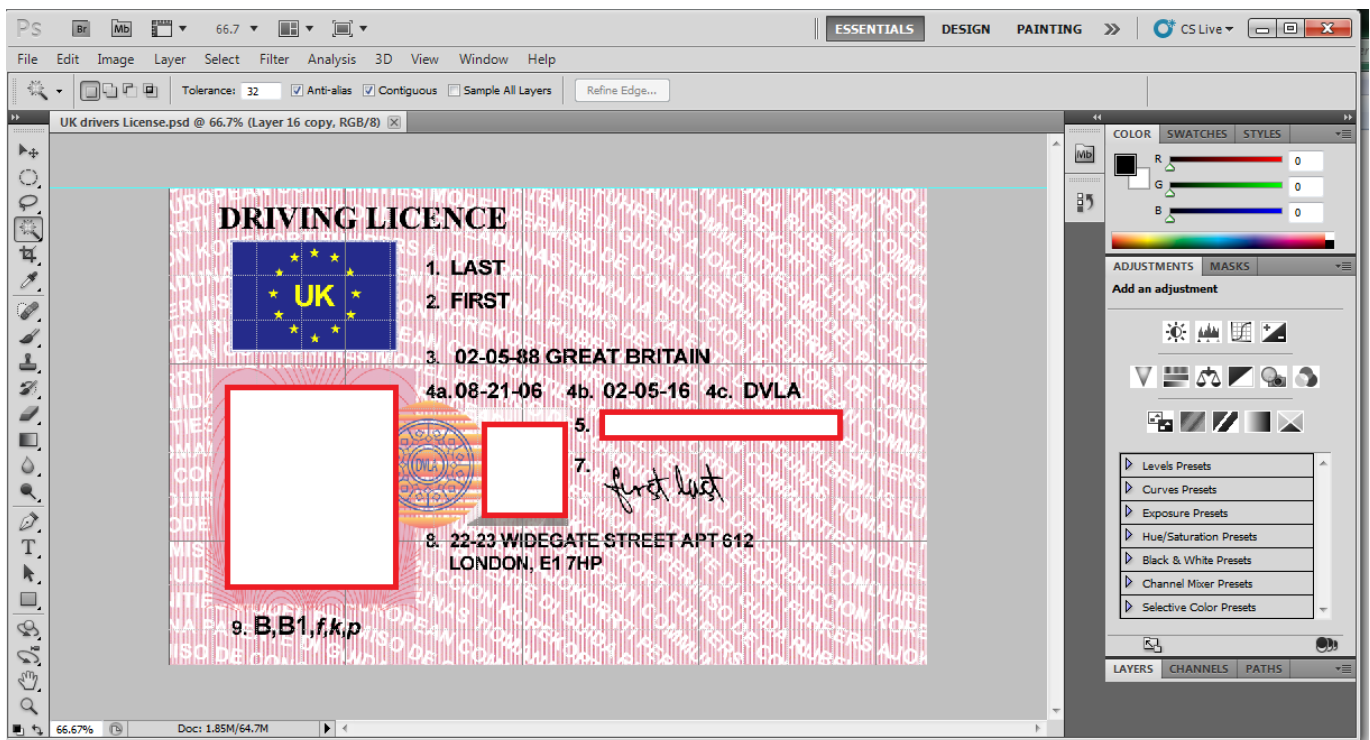 Ps Br Mb 66.7 ESSENTIALS DESIGN PAINTING CS Live
File Edit Image Layer Select Filter Analysis 3D View Window Help
Tolerance: 32 Anti-alias Contiguous Sample All Layers Refine Edge...
UK drivers License.psd @ 66.7% (Layer 16 copy, RGB/8)
DRIVING LICENCE
UK
1. LAST
2. FIRST
3. 02-05-88 GREAT BRITAIN
4a. 08-21-06 4b. 02-05-16 4c. DVLA
5.
DVLA
7. first last
8. 22-23 WIDEGATE STREET APT 612
LONDON, E1 7HP
9. B,B1,f,k,p
Mb
COLOR SWATCHES STYLES
R 0
G 0
B 0
ADJUSTMENTS MASKS
Add an adjustment
Levels Presets
Curves Presets
Exposure Presets
Hue/Saturation Presets
Black & White Presets
Channel Mixer Presets
Selective Color Presets
LAYERS CHANNELS PATHS
66.67% Doc: 1.85M/64.7M